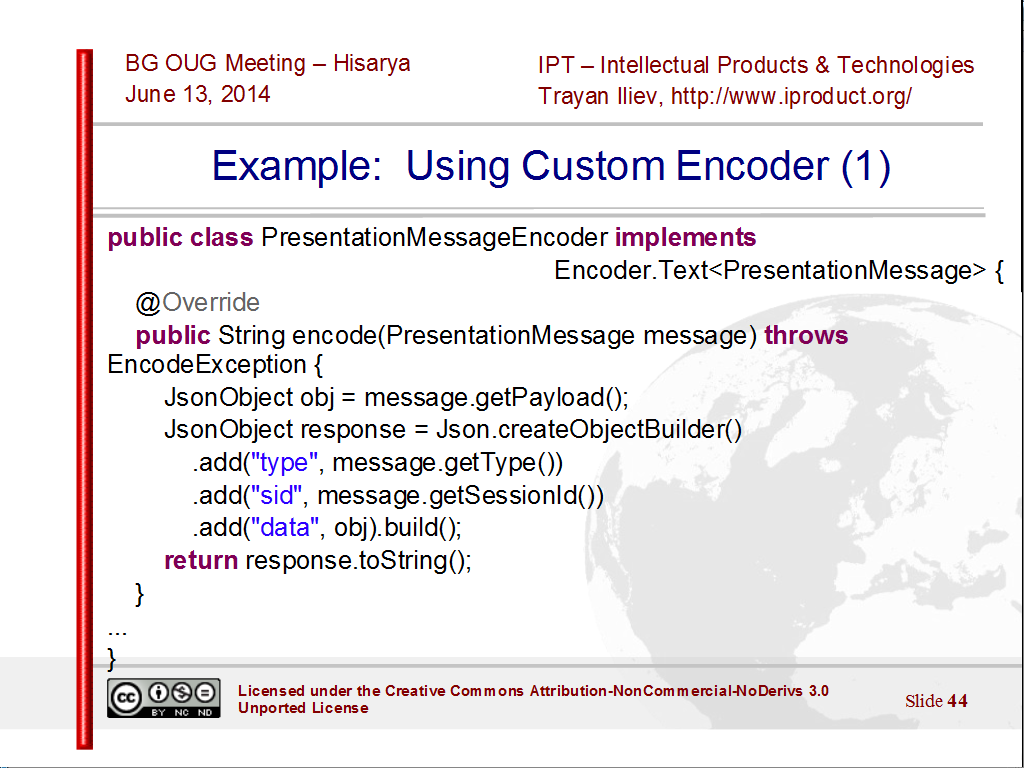 BG OUG Meeting – Hisarya
June 13, 2014
IPT – Intellectual Products & Technologies
Trayan Iliev, http://www.iproduct.org/
Example: Using Custom Encoder (1)
public class PresentationMessageEncoder implements
Encoder.Text<PresentationMessage> {
@Override
public String encode(PresentationMessage message) throws
EncodeException {
JsonObject obj = message.getPayload();
JsonObject response = Json.createObjectBuilder()
.add("type", message.getType())
.add("sid", message.getSessionId())
.add("data", obj).build();
return response.toString();
}
...
}
cc BY NC ND
Licensed under the Creative Commons Attribution-NonCommercial-NoDerivs 3.0
Unported License
Slide 44